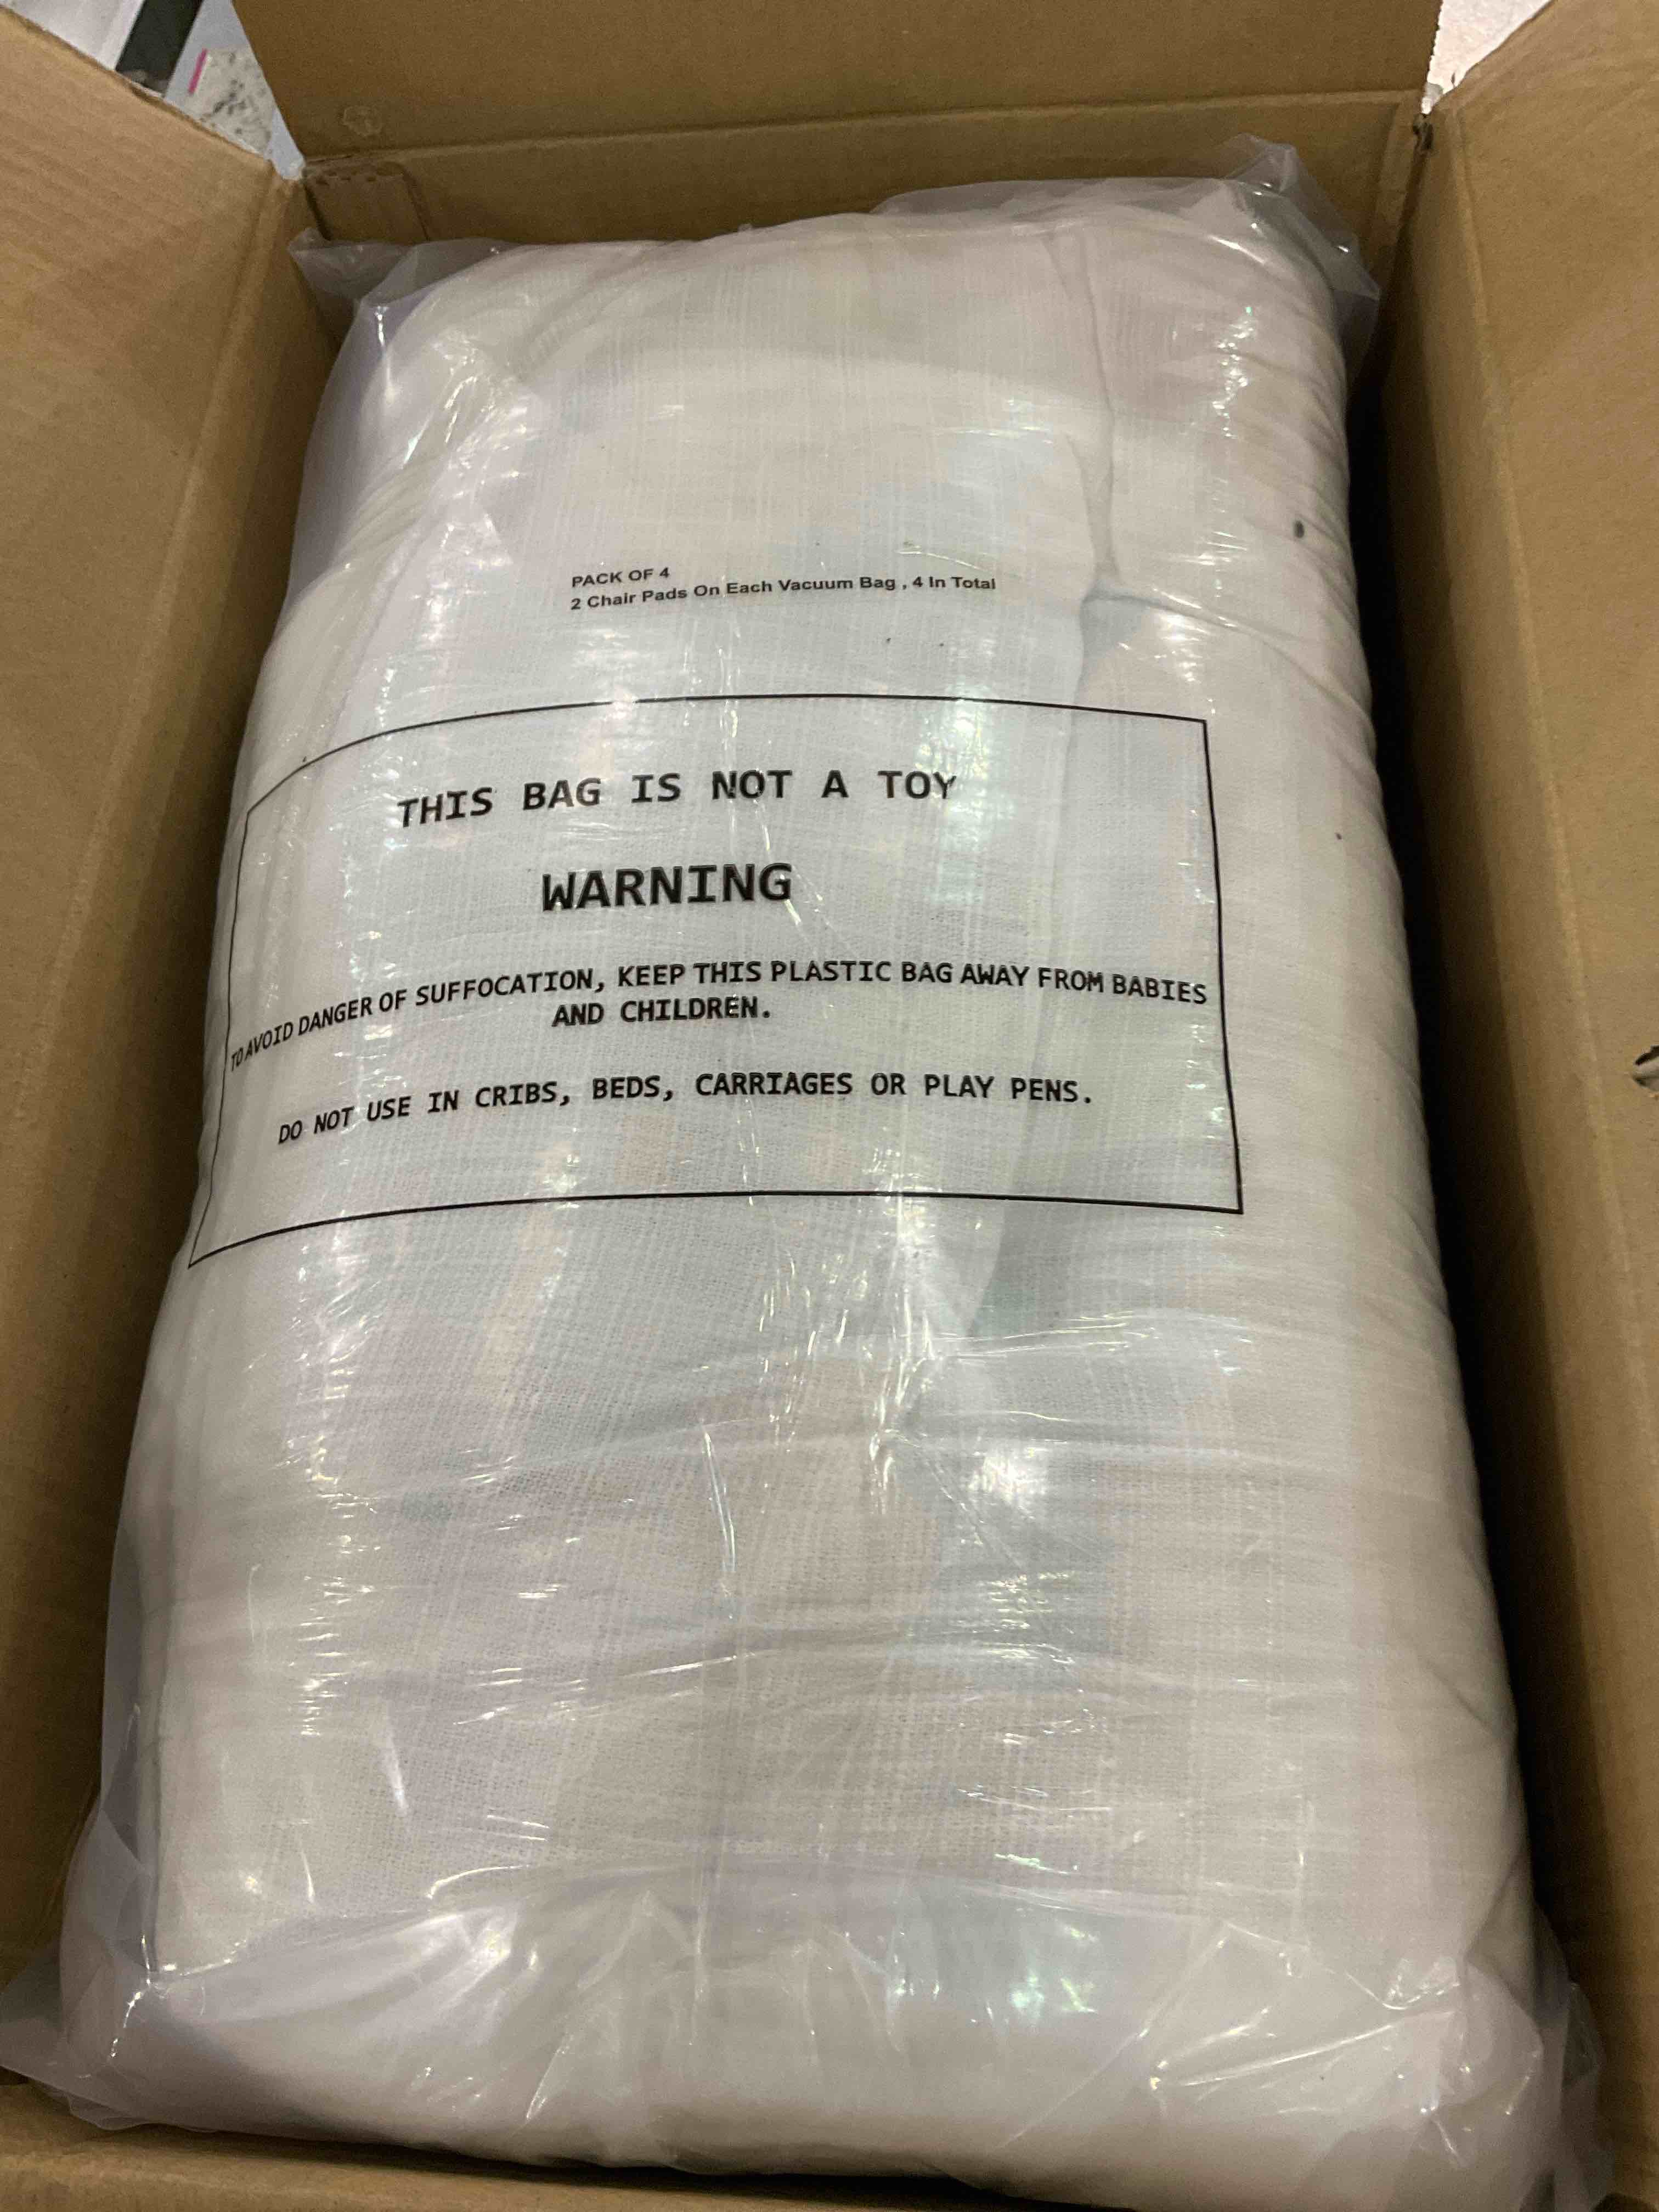 PACK OF 4
2 Chair Pads On Each Vacuum Bag , 4 In Total
THIS BAG IS NOT A TOY
WARNING
TO AVOID DANGER OF SUFFOCATION, KEEP THIS PLASTIC BAG AWAY FROM BABIES
AND CHILDREN.
DO NOT USE IN CRIBS, BEDS, CARRIAGES OR PLAY PENS.